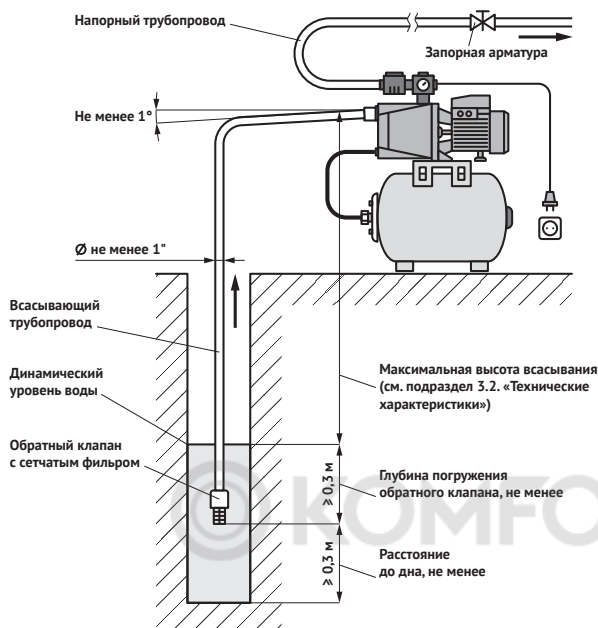 Напорный трубопровод
Запорная арматура
Не менее 1°
Ø не менее 1"
Всасывающий
трубопровод
Динамический
уровень воды
Максимальная высота всасывания
(см. подраздел 3.2. «Технические
характеристики»)
Обратный клапан
с сетчатым фильтром
≥ 0,3 м
Глубина погружения
обратного клапана, не менее
KOMFO
≥ 0,3 м
Расстояние
до дна, не менее